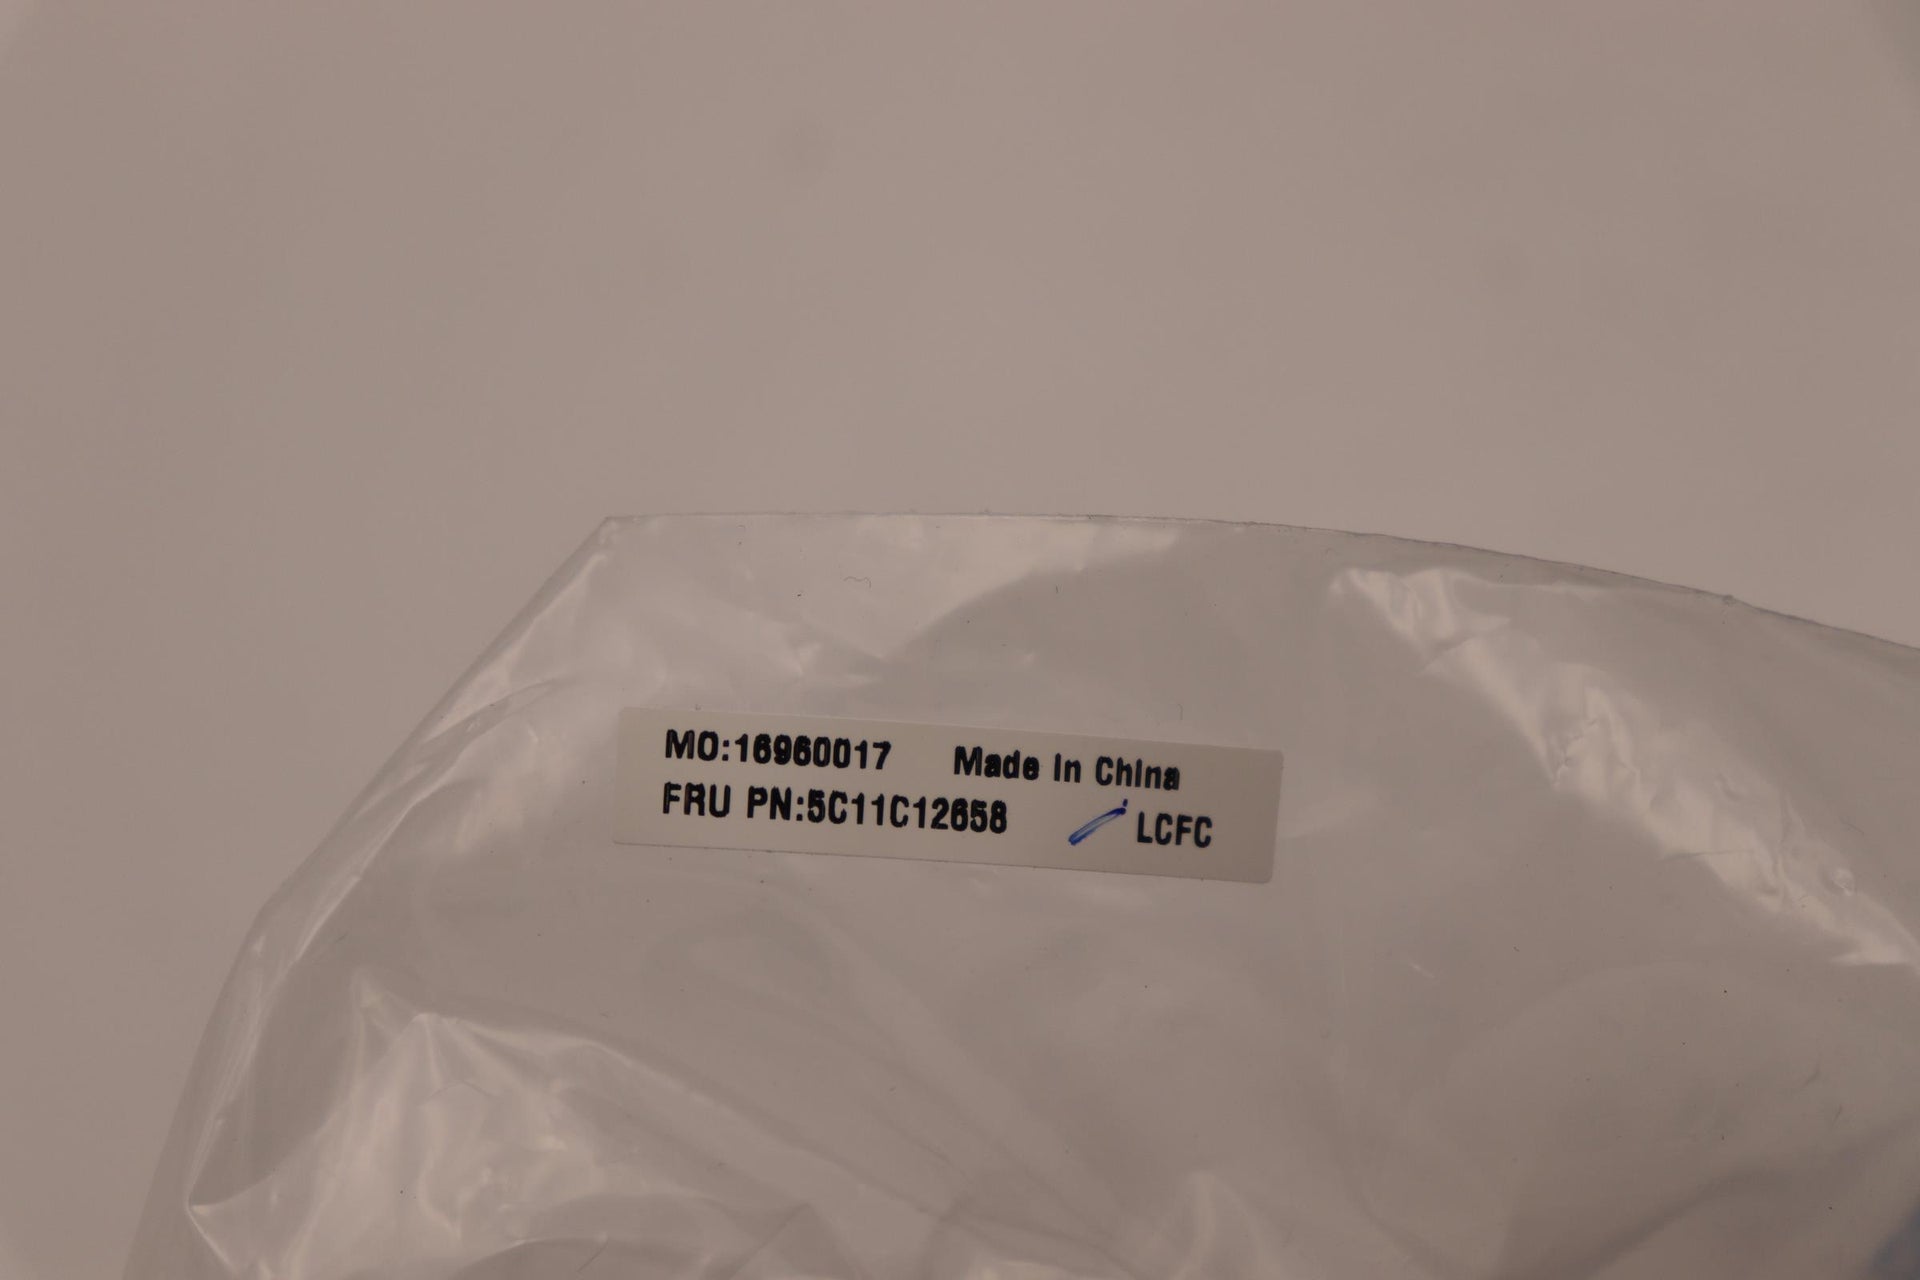 MO:16960017 Made In China
FRU PN:5C11C12658 LCFC